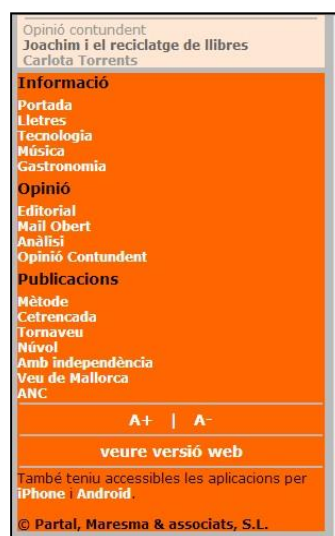 Opinió contundent
Joachim i el reciclatge de llibres
Carlota Torrents
Informació
Portada
Lletres
Tecnologia
Música
Gastronomia
Opinió
Editorial
Mail Obert
Anàlisi
Opinió Contundent
Publicacions
Mètode
Cetrencada
Tornaveu
Núvol
Amb independència
Veu de Mallorca
ANC
A+ | A-
veure versió web
També teniu accessibles les aplicacions per
iPhone i Android.
© Partal, Maresma & associats, S.L.